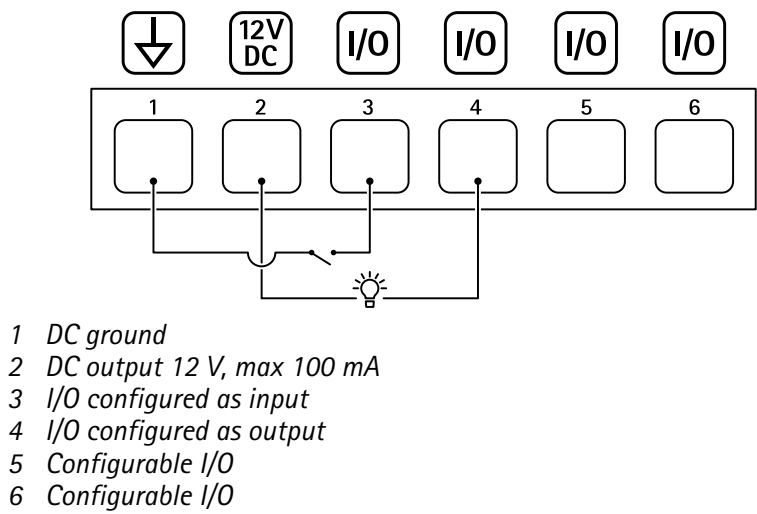 12V DC I/O I/O I/O I/O
1 2 3 4 5 6
1 DC ground
2 DC output 12 V, max 100 mA
3 I/O configured as input
4 I/O configured as output
5 Configurable I/O
6 Configurable I/O